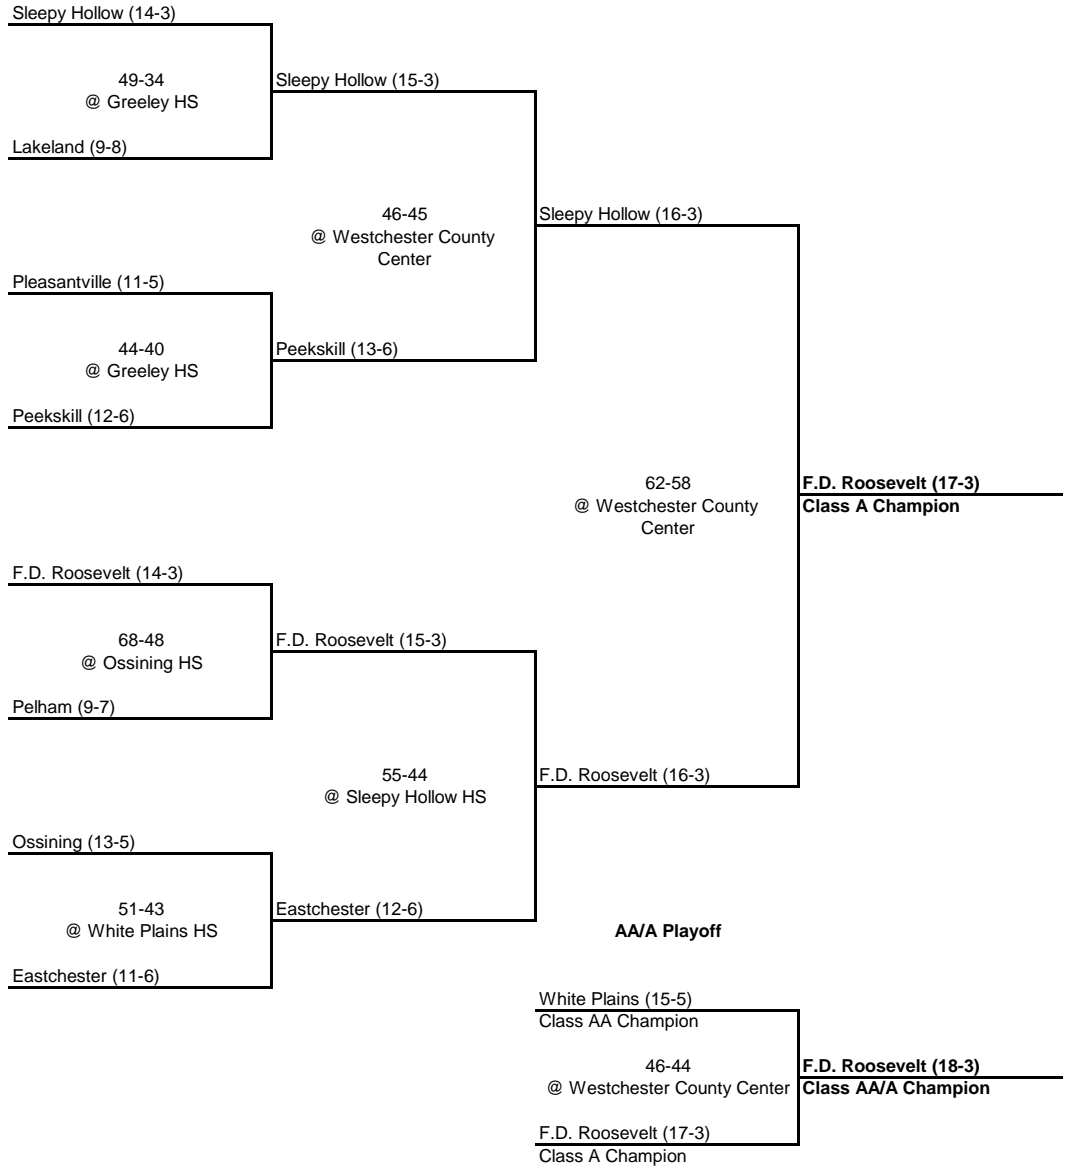 Sleepy Hollow (14-3)
49-34
@ Greeley HS
Sleepy Hollow (15-3)
Lakeland (9-8)
46-45
@ Westchester County
Center
Sleepy Hollow (16-3)
Pleasantville (11-5)
44-40
@ Greeley HS
Peekskill (13-6)
Peekskill (12-6)
62-58
@ Westchester County
Center
F.D. Roosevelt (17-3)
Class A Champion
F.D. Roosevelt (14-3)
68-48
@ Ossining HS
F.D. Roosevelt (15-3)
Pelham (9-7)
55-44
@ Sleepy Hollow HS
F.D. Roosevelt (16-3)
Ossining (13-5)
51-43
@ White Plains HS
Eastchester (12-6)
Eastchester (11-6)
AA/A Playoff
White Plains (15-5)
Class AA Champion
46-44
@ Westchester County Center
F.D. Roosevelt (18-3)
Class AA/A Champion
F.D. Roosevelt (17-3)
Class A Champion